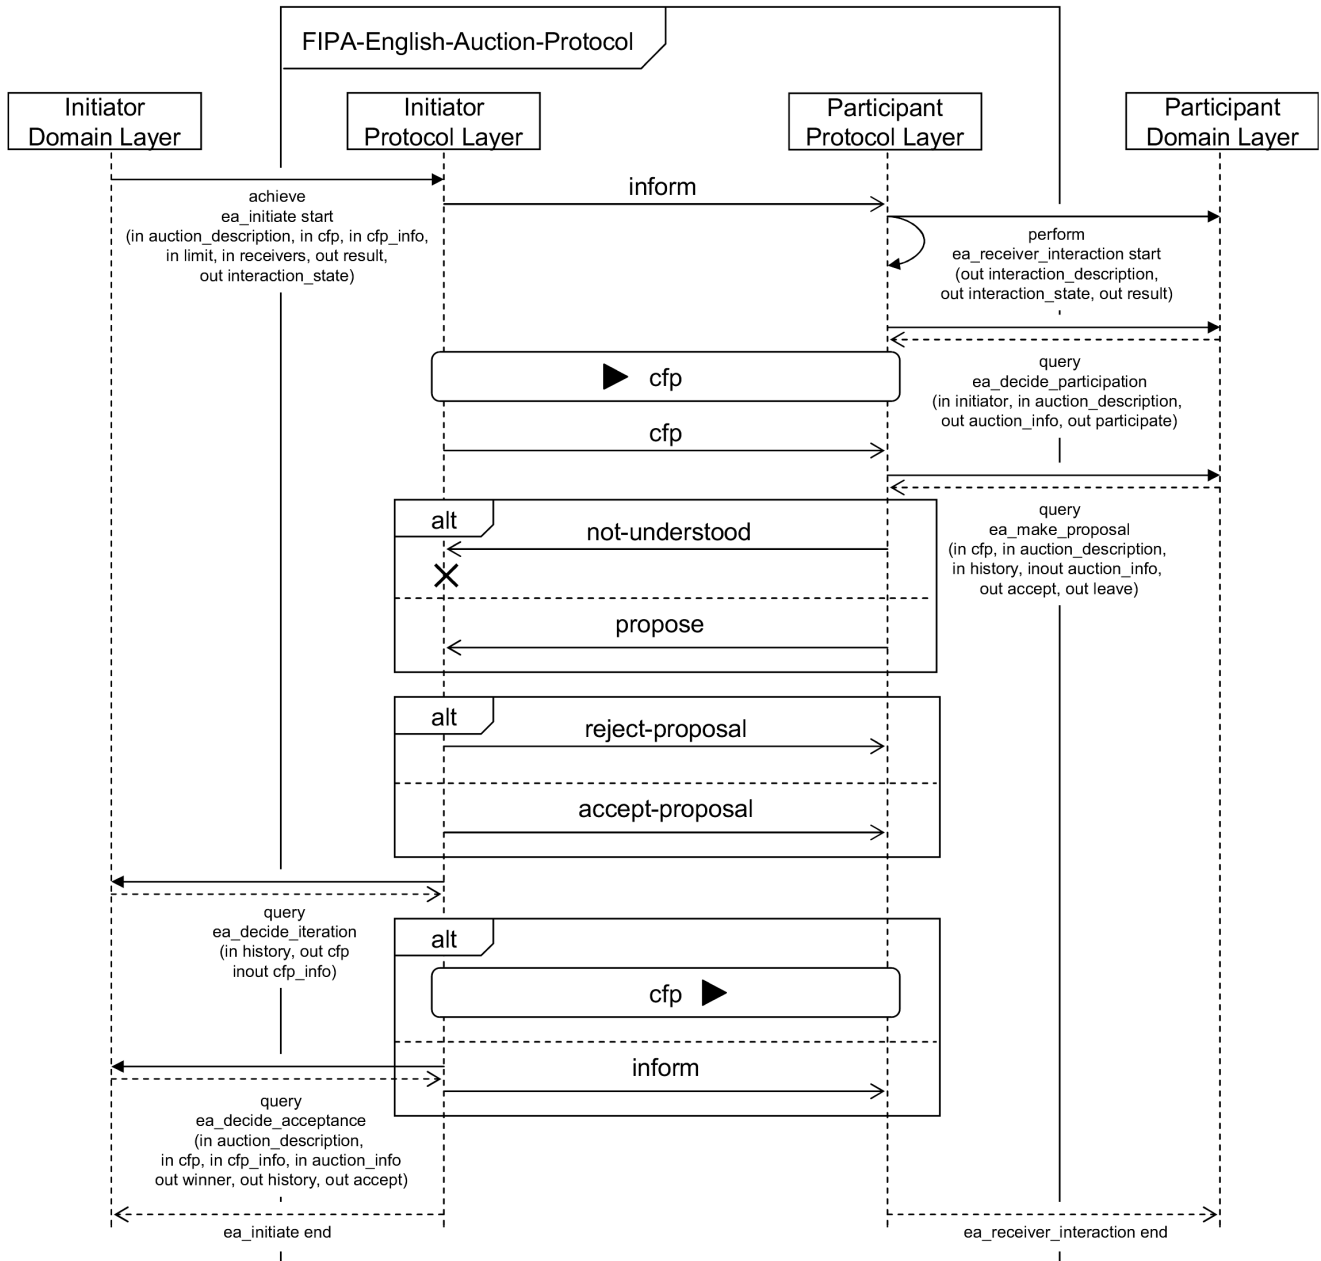 FIPA-English-Auction-Protocol
Initiator
Domain Layer
Initiator
Protocol Layer
Participant
Protocol Layer
Participant
Domain Layer
achieve
ea_initiate start
(in auction_description, in cfp, in cfp_info,
in limit, in receivers, out result,
out interaction_state)
inform
perform
ea_receiver_interaction start
(out interaction_description,
out interaction_state, out result)
cfp
query
ea_decide_participation
(in initiator, in auction_description,
out auction_info, out participate)
cfp
alt
not-understood
query
ea_make_proposal
(in cfp, in auction_description,
in history, inout auction_info,
out accept, out leave)
propose
alt
reject-proposal
accept-proposal
query
ea_decide_iteration
(in history, out cfp
inout cfp_info)
alt
cfp
inform
query
ea_decide_acceptance
(in auction_description,
in cfp, in cfp_info, in auction_info
out winner, out history, out accept)
ea_initiate end
ea_receiver_interaction end